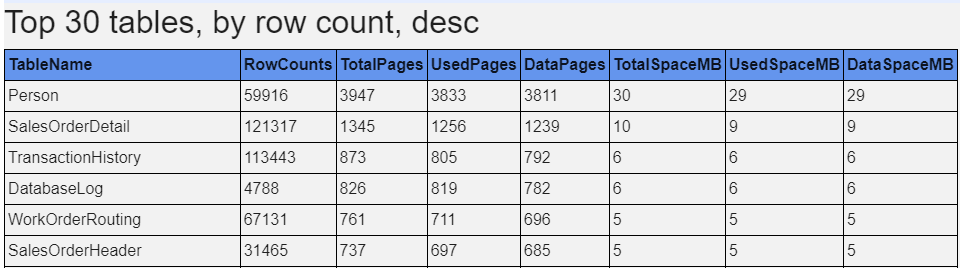 Top 30 tables, by row count, desc
TableName RowCounts TotalPages UsedPages DataPages TotalSpaceMB UsedSpaceMB DataSpaceMB
Person 59916 3947 3833 3811 30 29 29
SalesOrderDetail 121317 1345 1256 1239 10 9 9
TransactionHistory 113443 873 805 792 6 6 6
DatabaseLog 4788 826 819 782 6 6 6
WorkOrderRouting 67131 761 711 696 5 5 5
SalesOrderHeader 31465 737 697 685 5 5 5